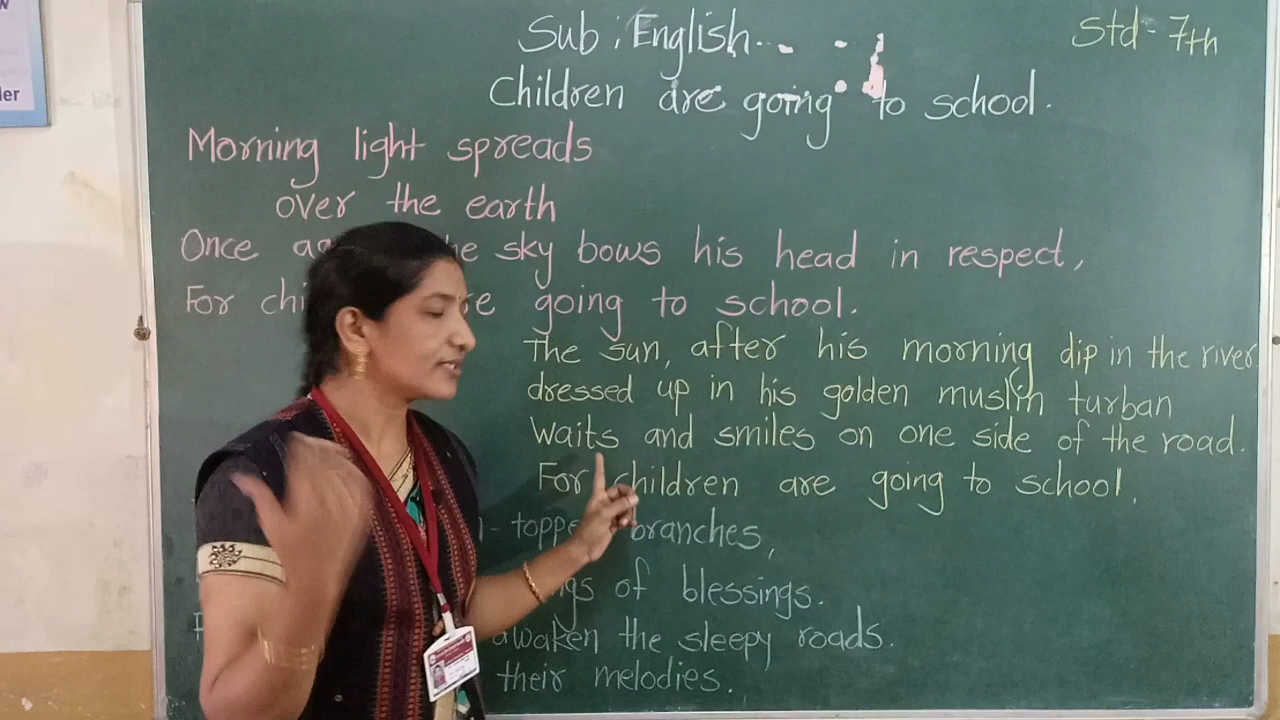 Sub : English
Std - 7th
Children are going to school.
Morning light spreads
over the earth
Once the sky bows his head in respect,
For going to school.
The sun, after his morning dip in the river
dressed up in his golden muslin turban
Waits and smiles on one side of the road.
For children are going to school.
branches,
of blessings.
awaken the sleepy roads.
their melodies.